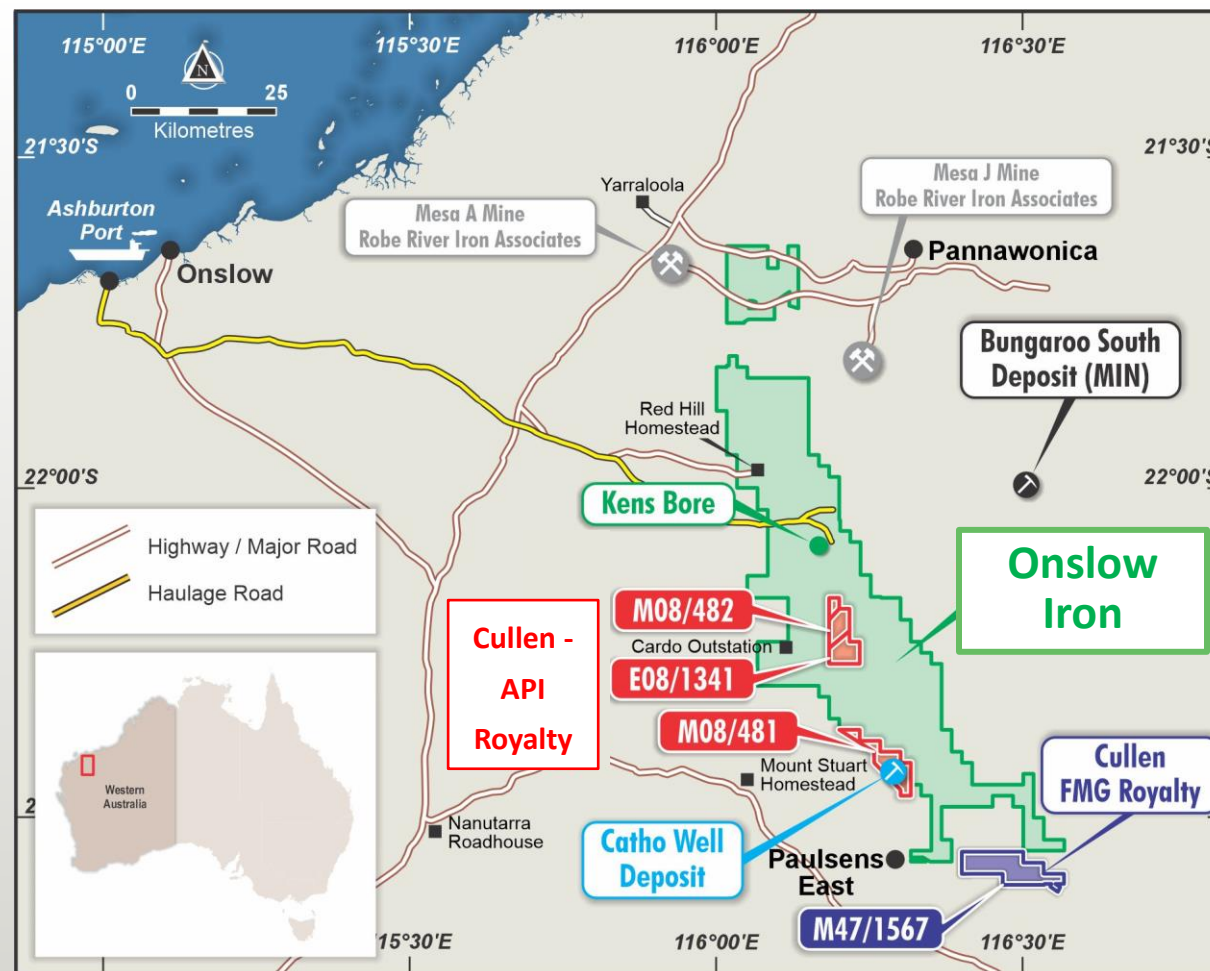 115°00'E
115°30'E
116°00'E
116°30'E
N
0 25
Kilometres
21°30'S
21°30'S
Ashburton
Port
Onslow
Yarraloola
Mesa A Mine
Robe River Iron Associates
Mesa J Mine
Robe River Iron Associates
Pannawonica
Bungaroo South
Deposit (MIN)
Red Hill
Homestead
22°00'S
22°00'S
Kens Bore
Highway / Major Road
Haulage Road
Onslow
Iron
Cullen -
API
Royalty
M08/482
Cardo Outstation
E08/1341
M08/481
Mount Stuart
Homestead
Cullen
FMG Royalty
Western
Australia
Nanutarra
Roadhouse
Catho Well
Deposit
Paulsens
East
M47/1567
115°30'E
116°00'E
116°30'E